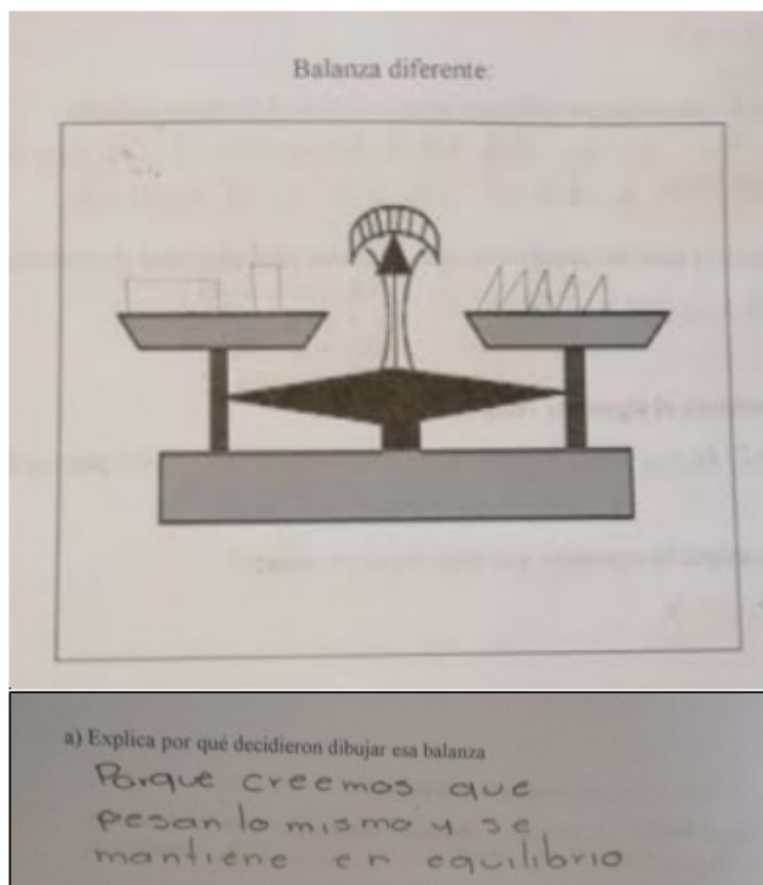 Balanza diferente:
a) Explica por qué decidieron dibujar esa balanza
Porque creemos que
pesan lo mismo y se
mantiene en equilibrio